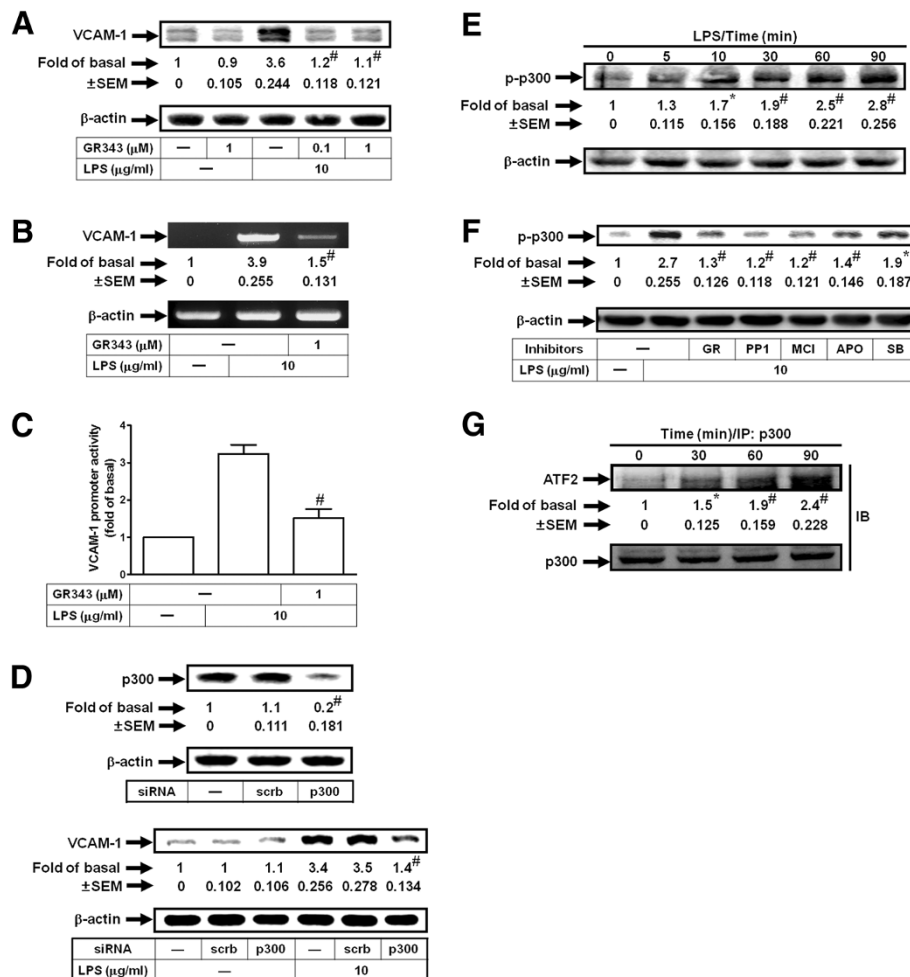 A
VCAM-1
Fold of basal 1 0.9 3.6 1.2# 1.1#
±SEM 0 0.105 0.244 0.118 0.121
β-actin
GR343 (μM) — 1 — 0.1 1
LPS (μg/ml) — 10
B
VCAM-1
Fold of basal 1 3.9 1.5#
±SEM 0 0.255 0.131
β-actin
GR343 (μM) — 1
LPS (μg/ml) — 10
C
VCAM-1 promoter activity
(fold of basal)
4
3
2
1
0
#
GR343 (μM) — 1
LPS (μg/ml) — 10
D
p300
Fold of basal 1 1.1 0.2#
±SEM 0 0.111 0.181
β-actin
siRNA — scrb p300
VCAM-1
Fold of basal 1 1 1.1 3.4 3.5 1.4#
±SEM 0 0.102 0.106 0.256 0.278 0.134
β-actin
siRNA — scrb p300 — scrb p300
LPS (μg/ml) — 10
E
LPS/Time (min)
0 5 10 30 60 90
p-p300
Fold of basal 1 1.3 1.7* 1.9# 2.5# 2.8#
±SEM 0 0.115 0.156 0.188 0.221 0.256
β-actin
F
p-p300
Fold of basal 1 2.7 1.3# 1.2# 1.2# 1.4# 1.9*
±SEM 0 0.255 0.126 0.118 0.121 0.146 0.187
β-actin
Inhibitors — GR PP1 MCI APO SB
LPS (μg/ml) — 10
G
Time (min)/IP: p300
0 30 60 90
ATF2
Fold of basal 1 1.5* 1.9# 2.4#
±SEM 0 0.125 0.159 0.228
p300
IB